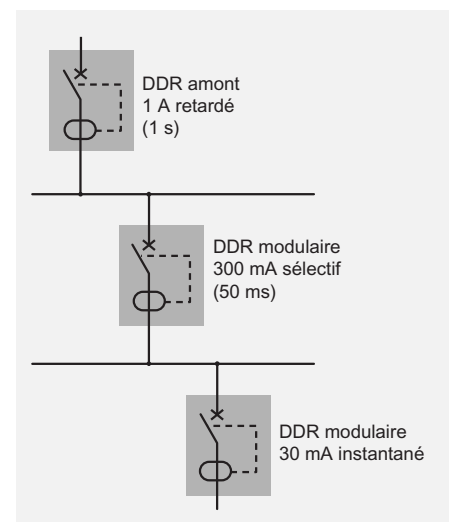 DDR amont
1 A retardé
(1 s)
DDR modulaire
300 mA sélectif
(50 ms)
DDR modulaire
30 mA instantané